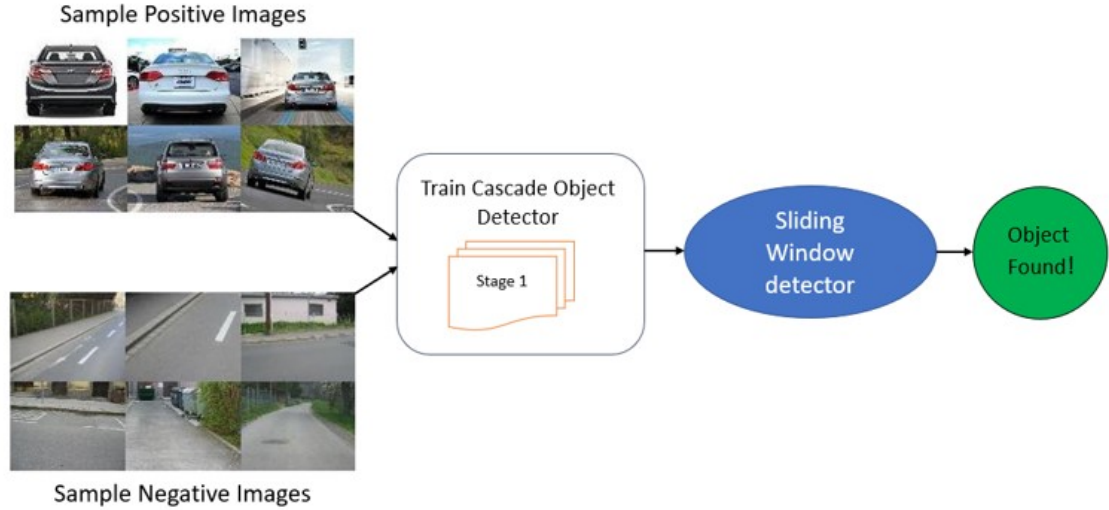 Sample Positive Images
Train Cascade Object
Detector
Stage 1
Sliding
Window
detector
Object
Found!
Sample Negative Images